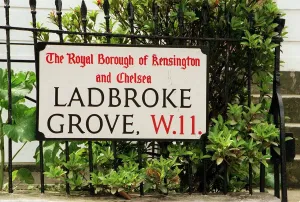 The Royal Borough of Kensington
and Chelsea
LADBROKE
GROVE, W.11.